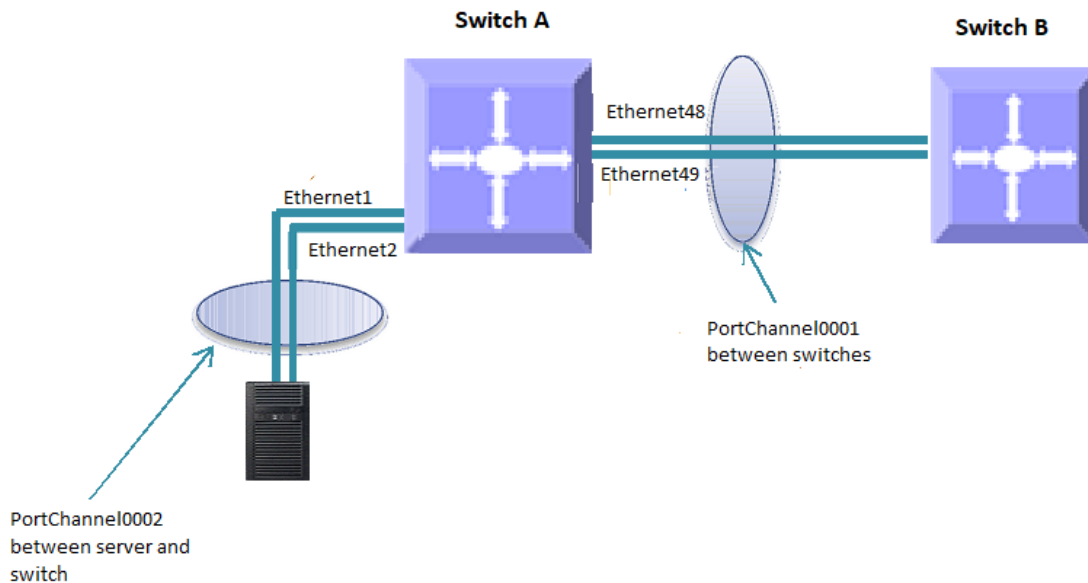 Switch A
Switch B
Ethernet48
Ethernet49
Ethernet1
Ethernet2
PortChannel0001
between switches
PortChannel0002
between server and
switch